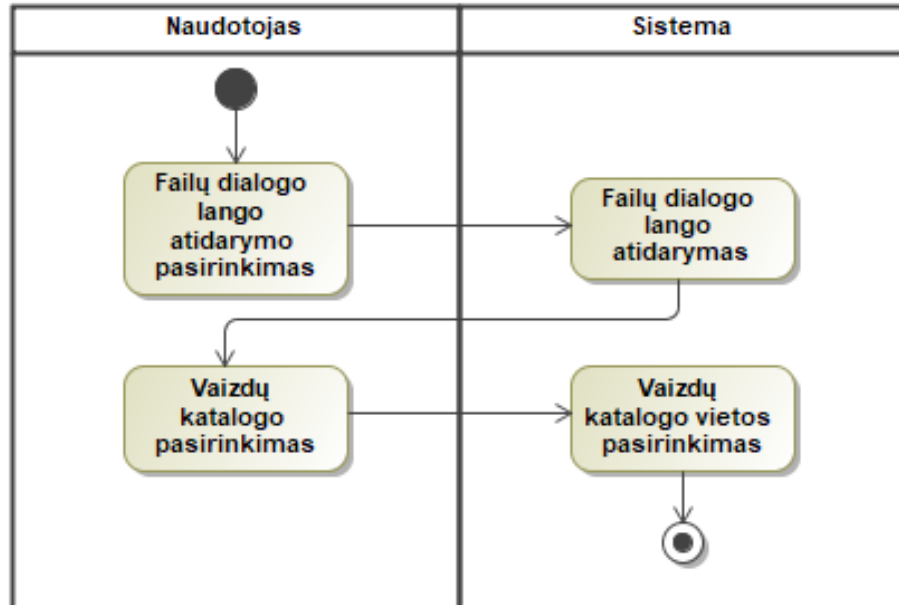 Naudotojas
Sistema
Failų dialogo
lango
atidarymo
pasirinkimas
Failų dialogo
lango
atidarymas
Vaizdų
katalogo
pasirinkimas
Vaizdų
katalogo vietos
pasirinkimas